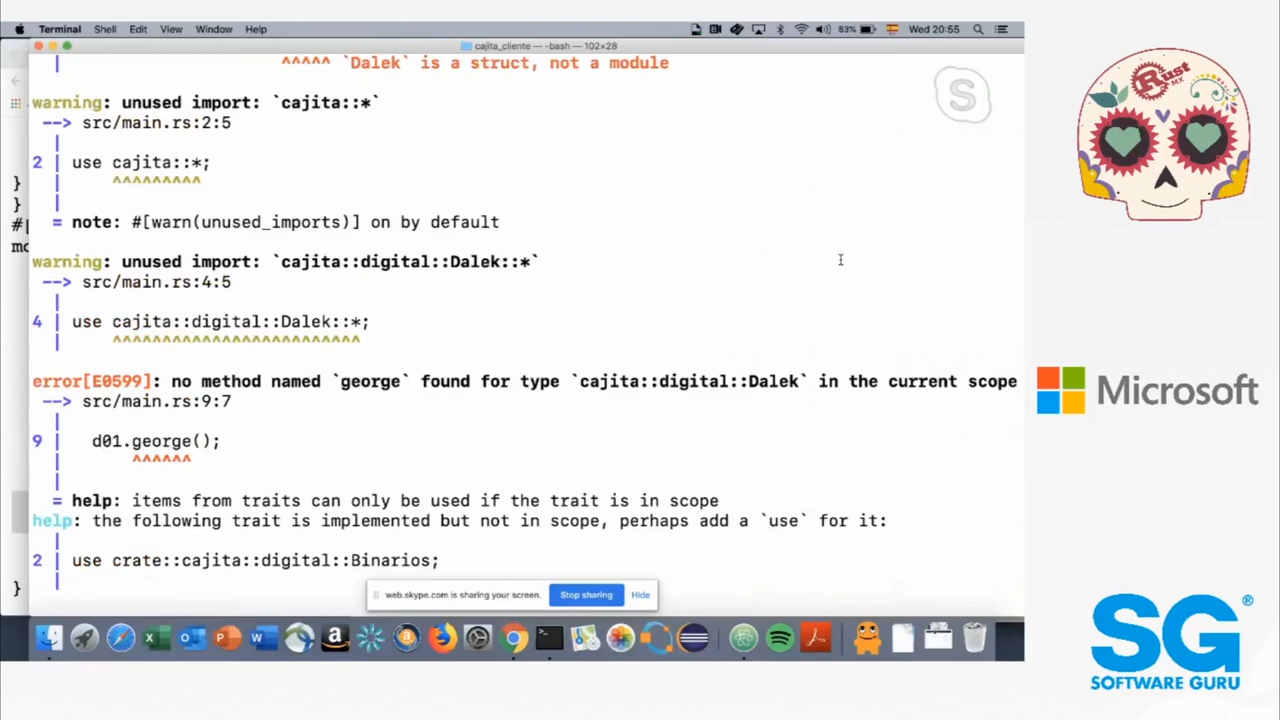 Terminal Shell Edit View Window Help 83% Wed 20:55
cajita_cliente — -bash — 102×28
| ^^^^^ `Dalek` is a struct, not a module
warning: unused import: `cajita::*`
--> src/main.rs:2:5
|
2 | use cajita::*;
| ^^^^^^^^^
|
= note: #[warn(unused_imports)] on by default
warning: unused import: `cajita::digital::Dalek::*`
--> src/main.rs:4:5
|
4 | use cajita::digital::Dalek::*;
| ^^^^^^^^^^^^^^^^^^^^^^^^^
error[E0599]: no method named `george` found for type `cajita::digital::Dalek` in the current scope
--> src/main.rs:9:7
|
9 | d01.george();
| ^^^^^^
|
= help: items from traits can only be used if the trait is in scope
help: the following trait is implemented but not in scope, perhaps add a `use` for it:
|
2 | use crate::cajita::digital::Binarios;
|
}
}
#[
mo
}
web.skype.com is sharing your screen. Stop sharing Hide
S
Rust MX
Microsoft
SG®
SOFTWARE GURU